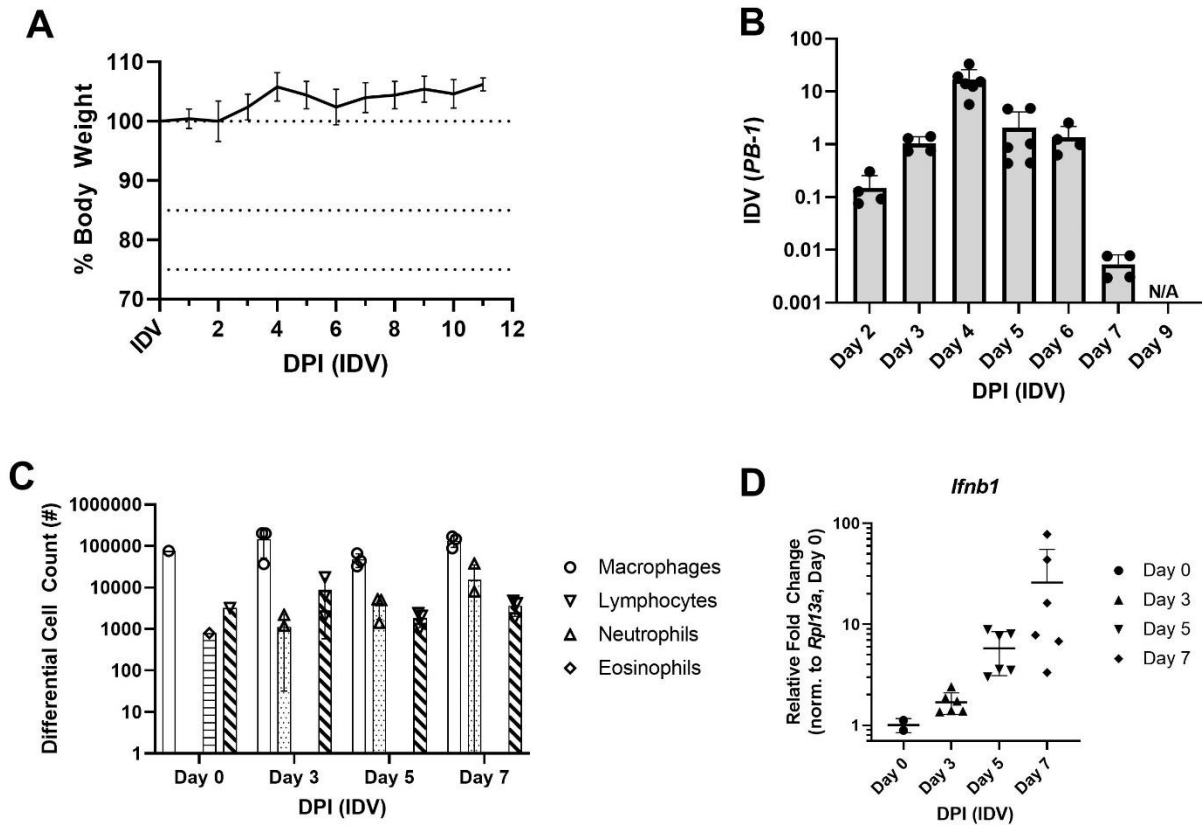 A
% Body Weight
110
100
90
80
70
IDV
2
4
6
8
10
12
DPI (IDV)
B
IDV (PB-1)
100
10
1
0.1
0.01
0.001
N/A
Day 2
Day 3
Day 4
Day 5
Day 6
Day 7
Day 9
DPI (IDV)
C
Differential Cell Count (#)
1000000
100000
10000
1000
100
10
1
Day 0
Day 3
Day 5
Day 7
DPI (IDV)
Macrophages
Lymphocytes
Neutrophils
Eosinophils
D
Ifnb1
Relative Fold Change
(norm. to Rpl13a, Day 0)
100
10
1
Day 0
Day 3
Day 5
Day 7
DPI (IDV)
Day 0
Day 3
Day 5
Day 7